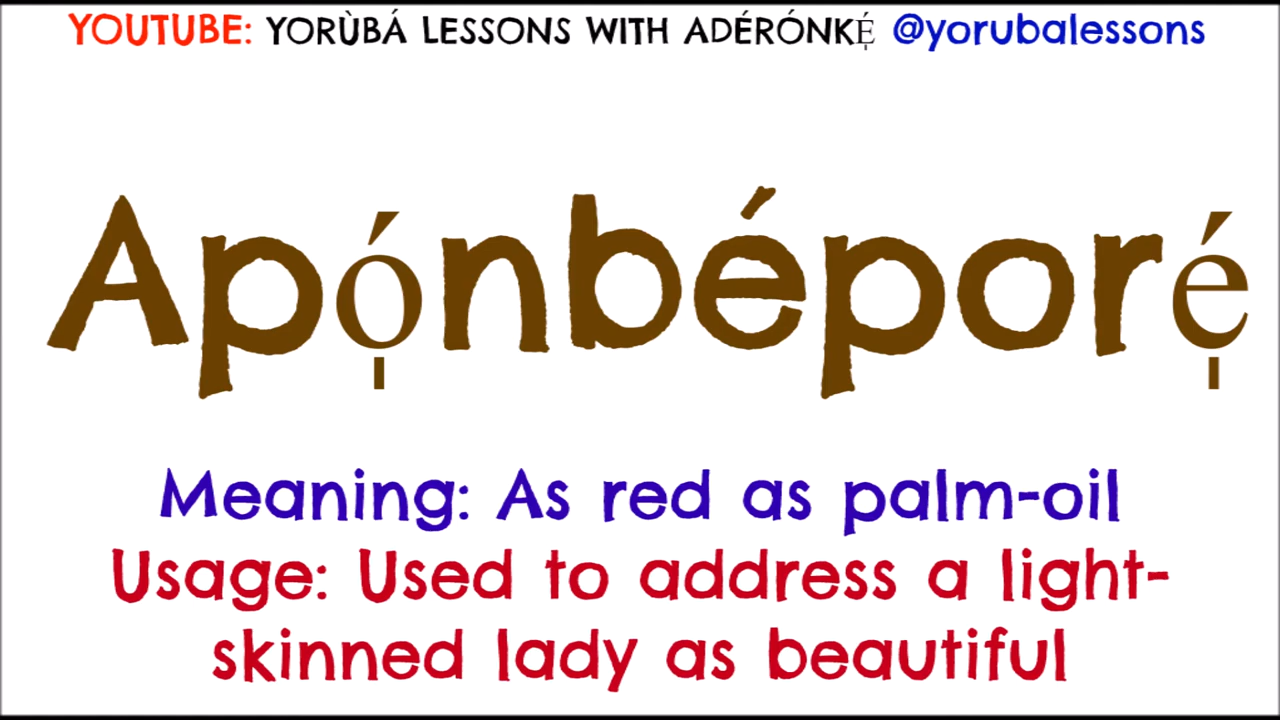 YOUTUBE: YORÙBÁ LESSONS WITH ADÉRÓNKẸ́ @yorubalessons
Apọ́nbéporẹ́
Meaning: As red as palm-oil
Usage: Used to address a light-
skinned lady as beautiful